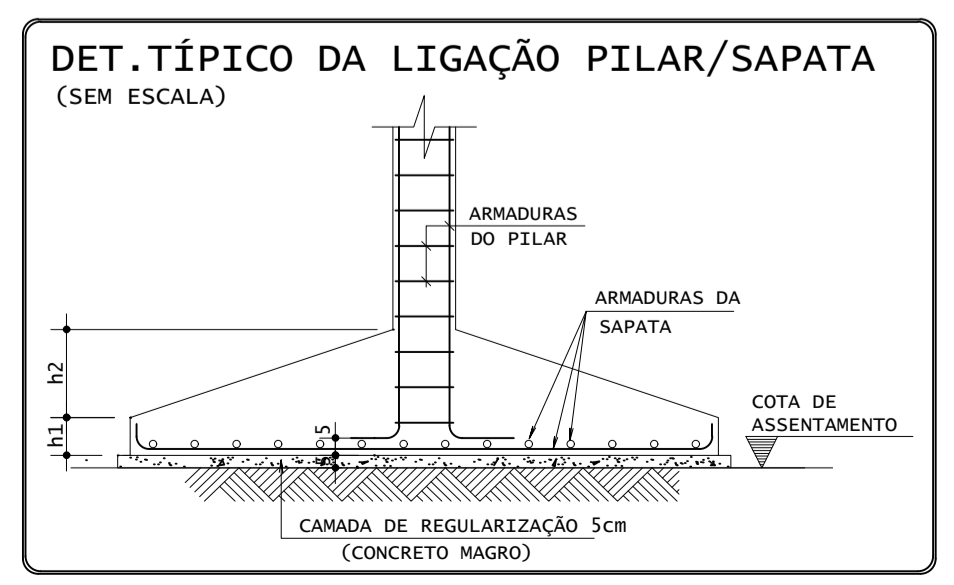 DET.TÍPICO DA LIGAÇÃO PILAR/SAPATA
(SEM ESCALA)
ARMADURAS
DO PILAR
ARMADURAS DA
SAPATA
h2
h1
5
5
COTA DE
ASSENTAMENTO
CAMADA DE REGULARIZAÇÃO 5cm
(CONCRETO MAGRO)